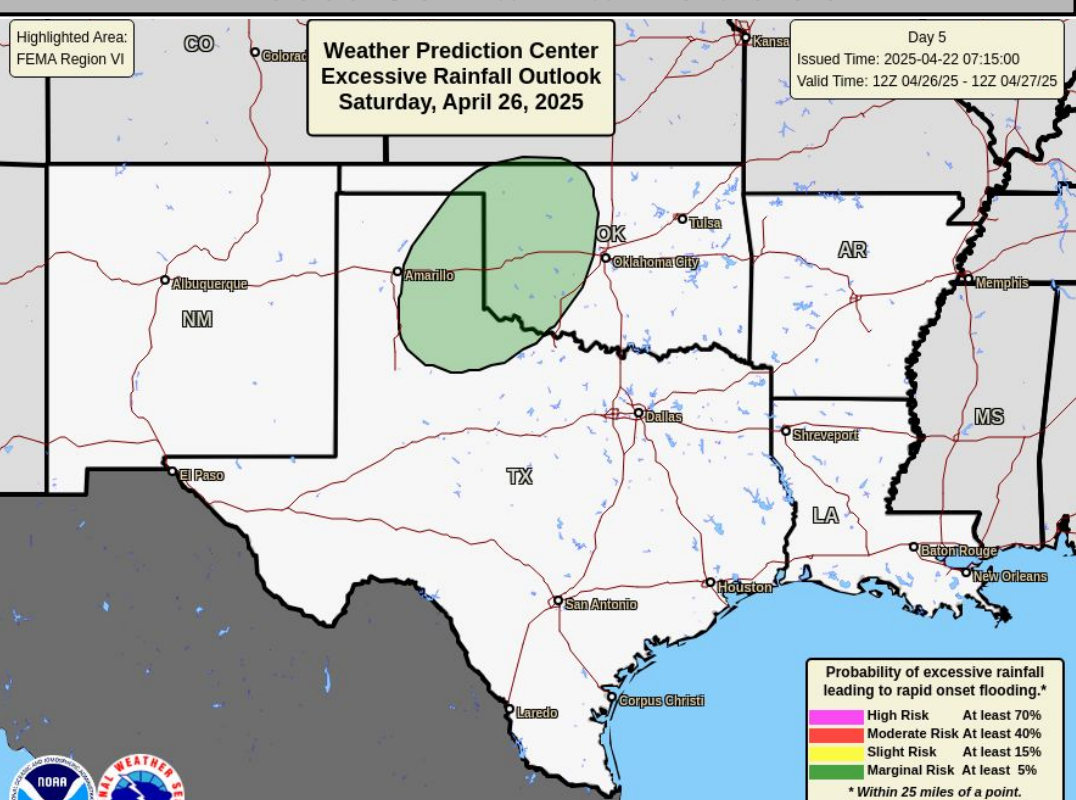 Highlighted Area:
FEMA Region VI
Weather Prediction Center
Excessive Rainfall Outlook
Saturday, April 26, 2025
Day 5
Issued Time: 2025-04-22 07:15:00
Valid Time: 12Z 04/26/25 - 12Z 04/27/25
CO
Colorad
Kansa
Tulsa
OK
Oklahoma City
AR
Amarillo
Albuquerque
Memphis
NM
MS
Dallas
Shreveport
El Paso
TX
LA
Baton Rouge
New Orleans
Houston
San Antonio
Corpus Christi
Laredo
Probability of excessive rainfall
leading to rapid onset flooding.*
High Risk At least 70%
Moderate Risk At least 40%
Slight Risk At least 15%
Marginal Risk At least 5%
* Within 25 miles of a point.
NOAA
NAL WEATHER SE